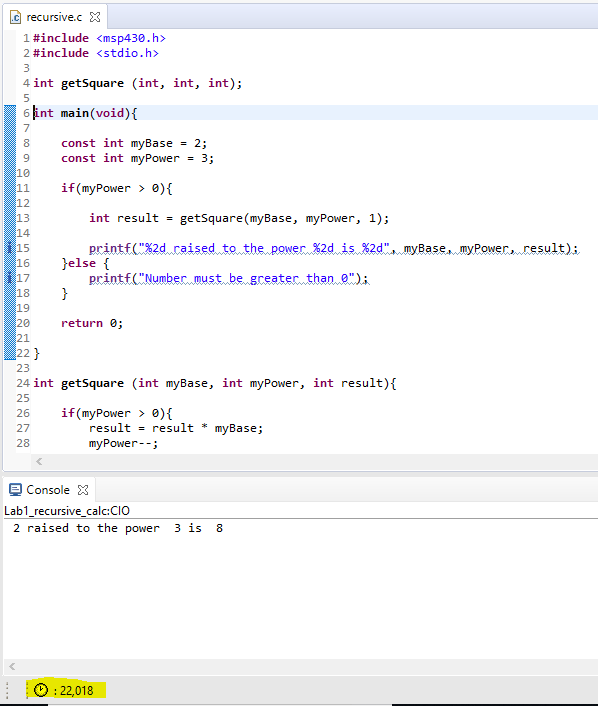 recursive.c
1 #include <msp430.h>
2 #include <stdio.h>
3
4 int getSquare (int, int, int);
5
6 int main(void){
7
8     const int myBase = 2;
9     const int myPower = 3;
10
11     if(myPower > 0){
12
13         int result = getSquare(myBase, myPower, 1);
14
15         printf("%2d raised to the power %2d is %2d", myBase, myPower, result);
16     }else {
17         printf("Number must be greater than 0");
18     }
19
20     return 0;
21
22 }
23
24 int getSquare (int myBase, int myPower, int result){
25
26     if(myPower > 0){
27         result = result * myBase;
28         myPower--;
Console
Lab1_recursive_calc:CIO
 2 raised to the power  3 is  8
: 22,018